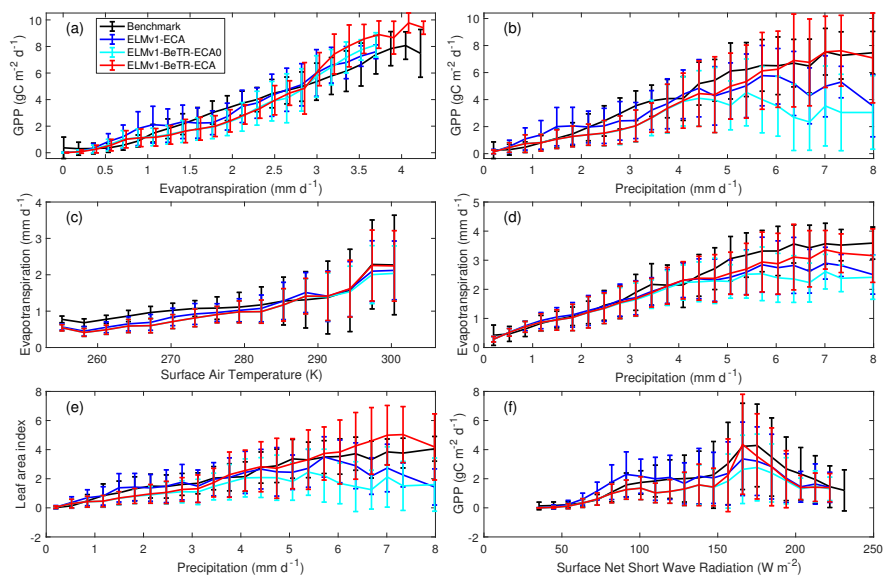 (a)
Benchmark
ELMv1-ECA
ELMv1-BeTR-ECA0
ELMv1-BeTR-ECA
GPP (gC m⁻² d⁻¹)
10
8
6
4
2
0
0 0.5 1 1.5 2 2.5 3 3.5 4
Evapotranspiration (mm d⁻¹)
(b)
GPP (gC m⁻² d⁻¹)
10
8
6
4
2
0
0 1 2 3 4 5 6 7 8
Precipitation (mm d⁻¹)
(c)
Evapotranspiration (mm d⁻¹)
4
3
2
1
0
260 270 280 290 300
Surface Air Temperature (K)
(d)
Evapotranspiration (mm d⁻¹)
5
4
3
2
1
0
0 1 2 3 4 5 6 7 8
Precipitation (mm d⁻¹)
(e)
Leaf area index
8
6
4
2
0
-2
0 1 2 3 4 5 6 7 8
Precipitation (mm d⁻¹)
(f)
GPP (gC m⁻² d⁻¹)
8
6
4
2
0
-2
0 50 100 150 200 250
Surface Net Short Wave Radiation (W m⁻²)